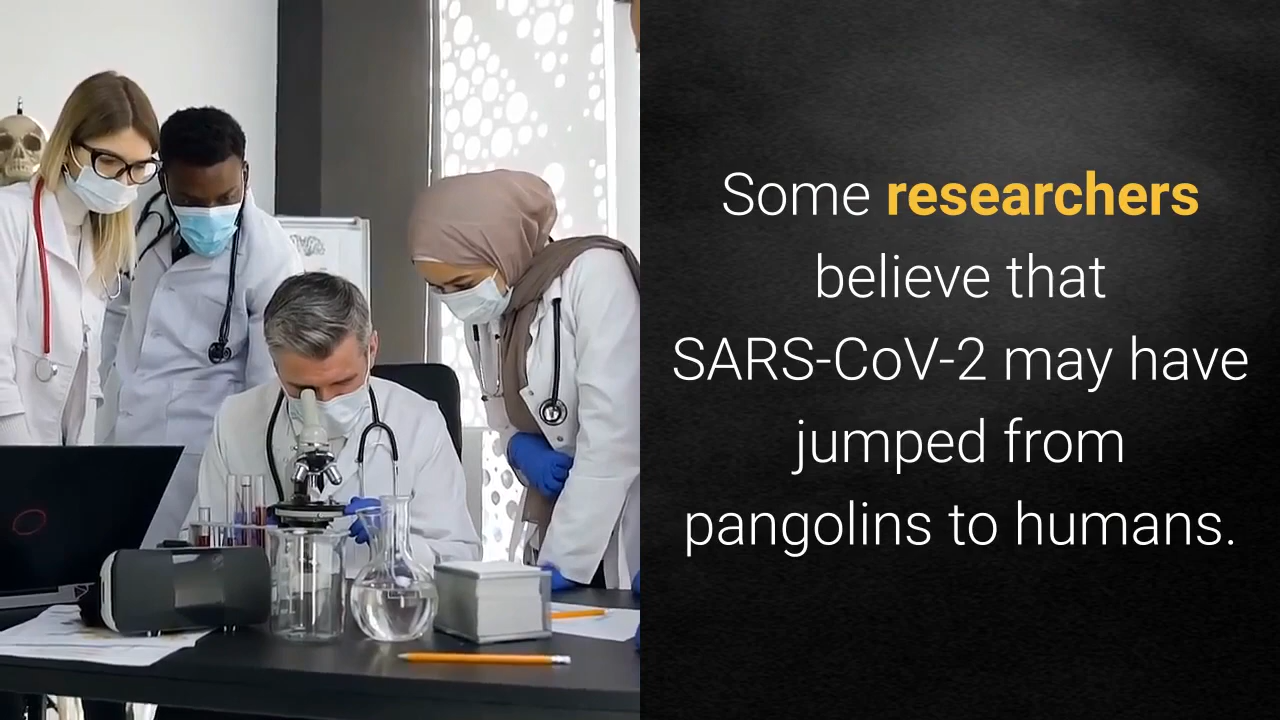 Some researchers
believe that
SARS-CoV-2 may have
jumped from
pangolins to humans.